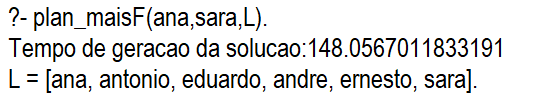 ?- plan_maisF(ana,sara,L).
Tempo de geracao da solucao:148.0567011833191
L = [ana, antonio, eduardo, andre, ernesto, sara].